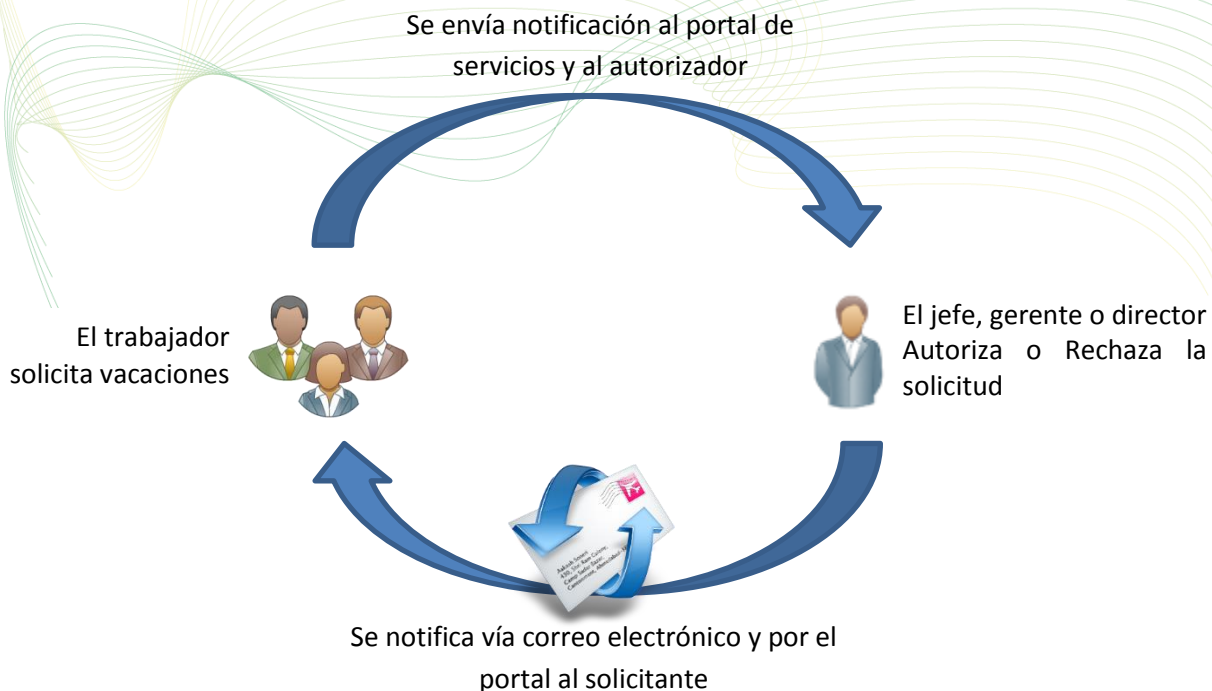 Se envía notificación al portal de
servicios y al autorizador
El trabajador
solicita vacaciones
El jefe, gerente o director
Autoriza o Rechaza la
solicitud
Se notifica vía correo electrónico y por el
portal al solicitante